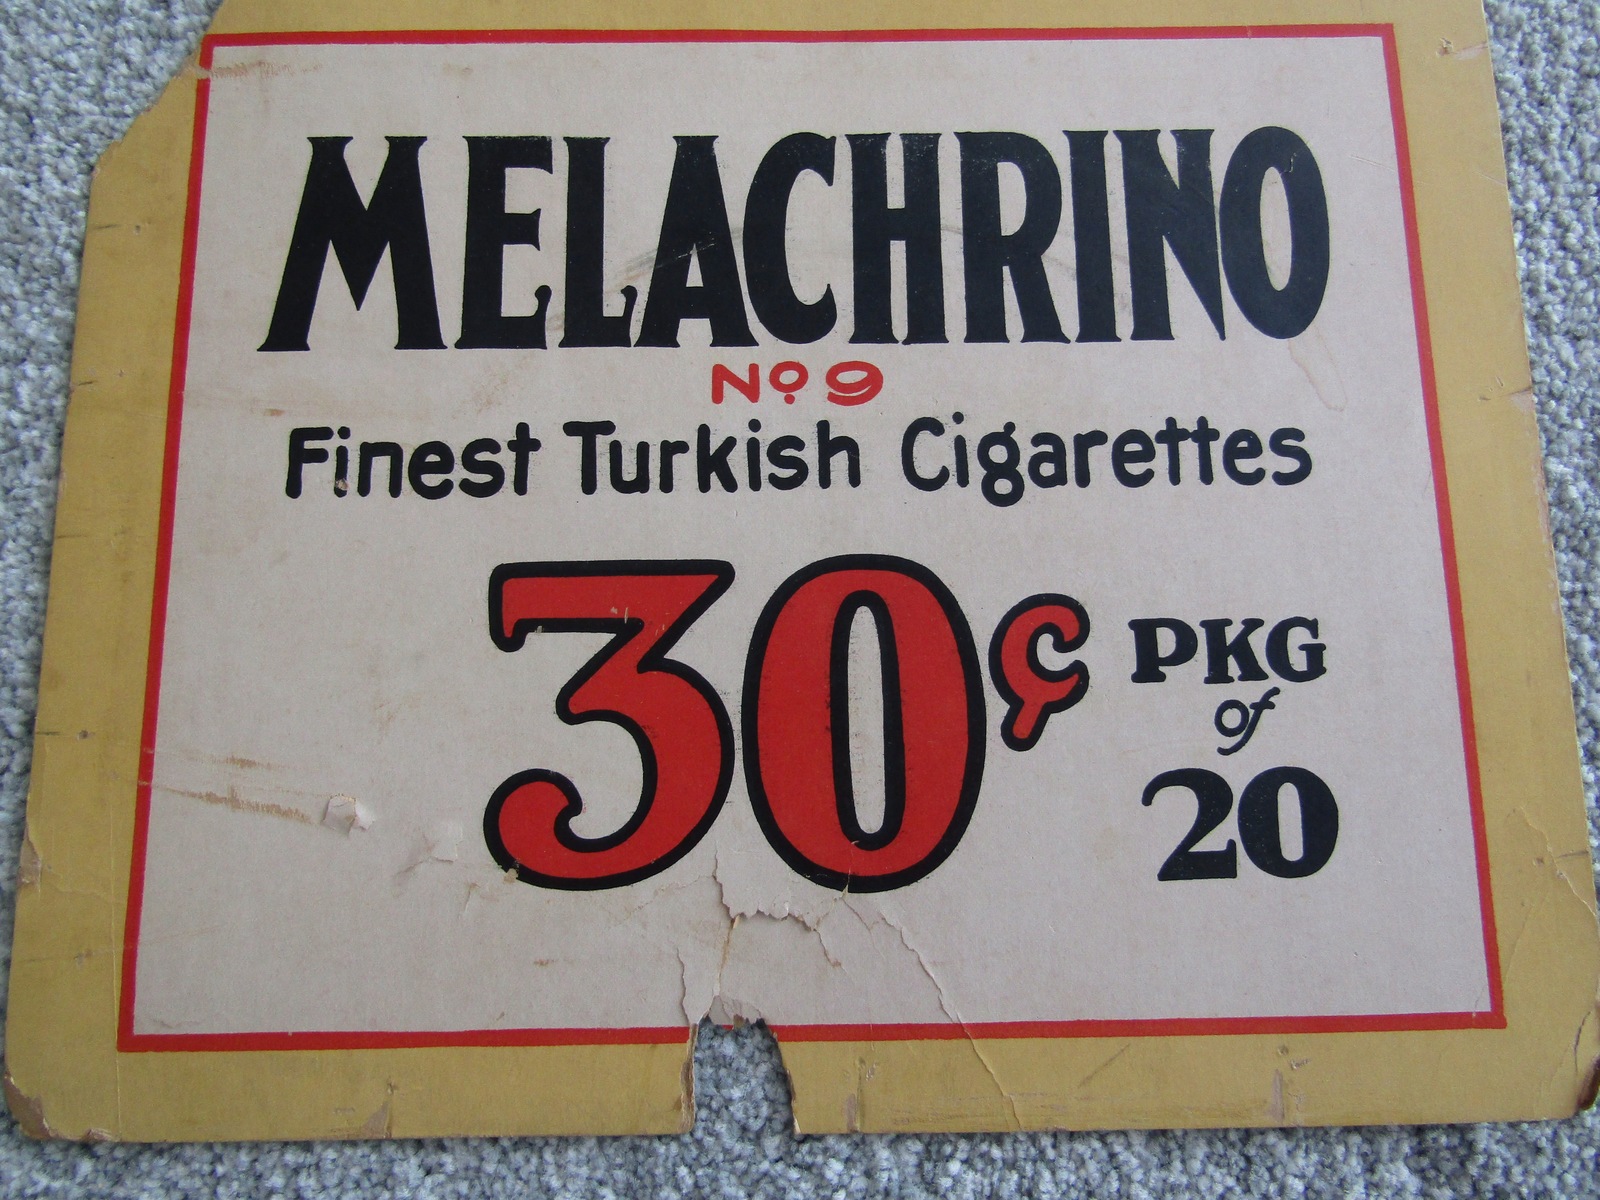 MELACHRINO
No 9
Finest Turkish Cigarettes
30¢ PKG
of
20